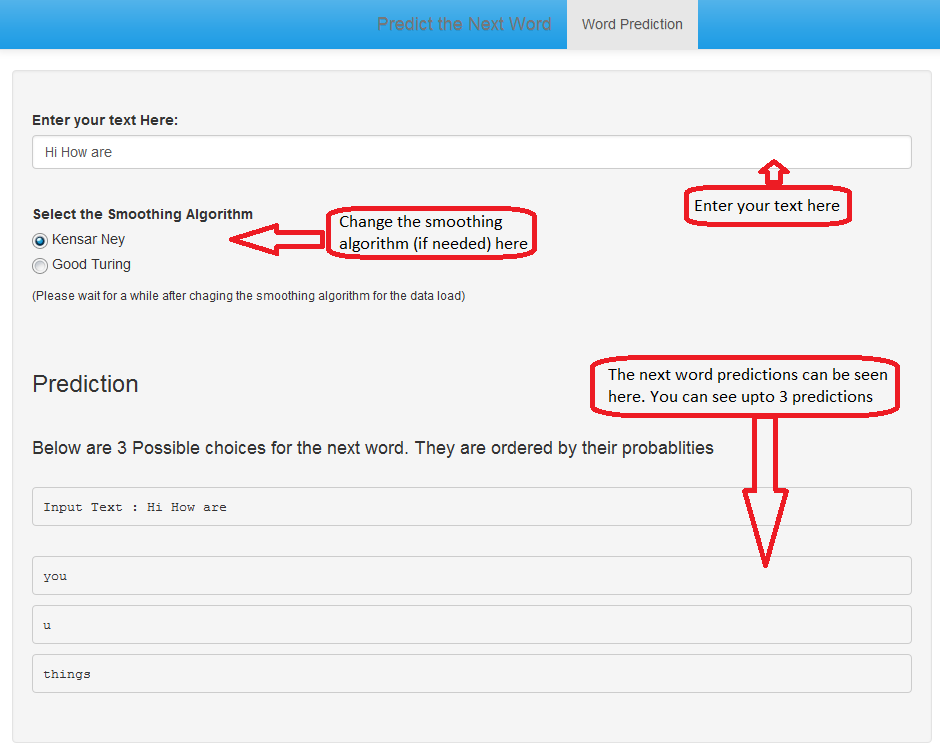 Predict the Next Word
Word Prediction
Enter your text Here:
Hi How are
Enter your text here
Select the Smoothing Algorithm
Kensar Ney
Good Turing
Change the smoothing
algorithm (if needed) here
(Please wait for a while after chaging the smoothing algorithm for the data load)
Prediction
The next word predictions can be seen
here. You can see upto 3 predictions
Below are 3 Possible choices for the next word. They are ordered by their probablities
Input Text : Hi How are
you
u
things